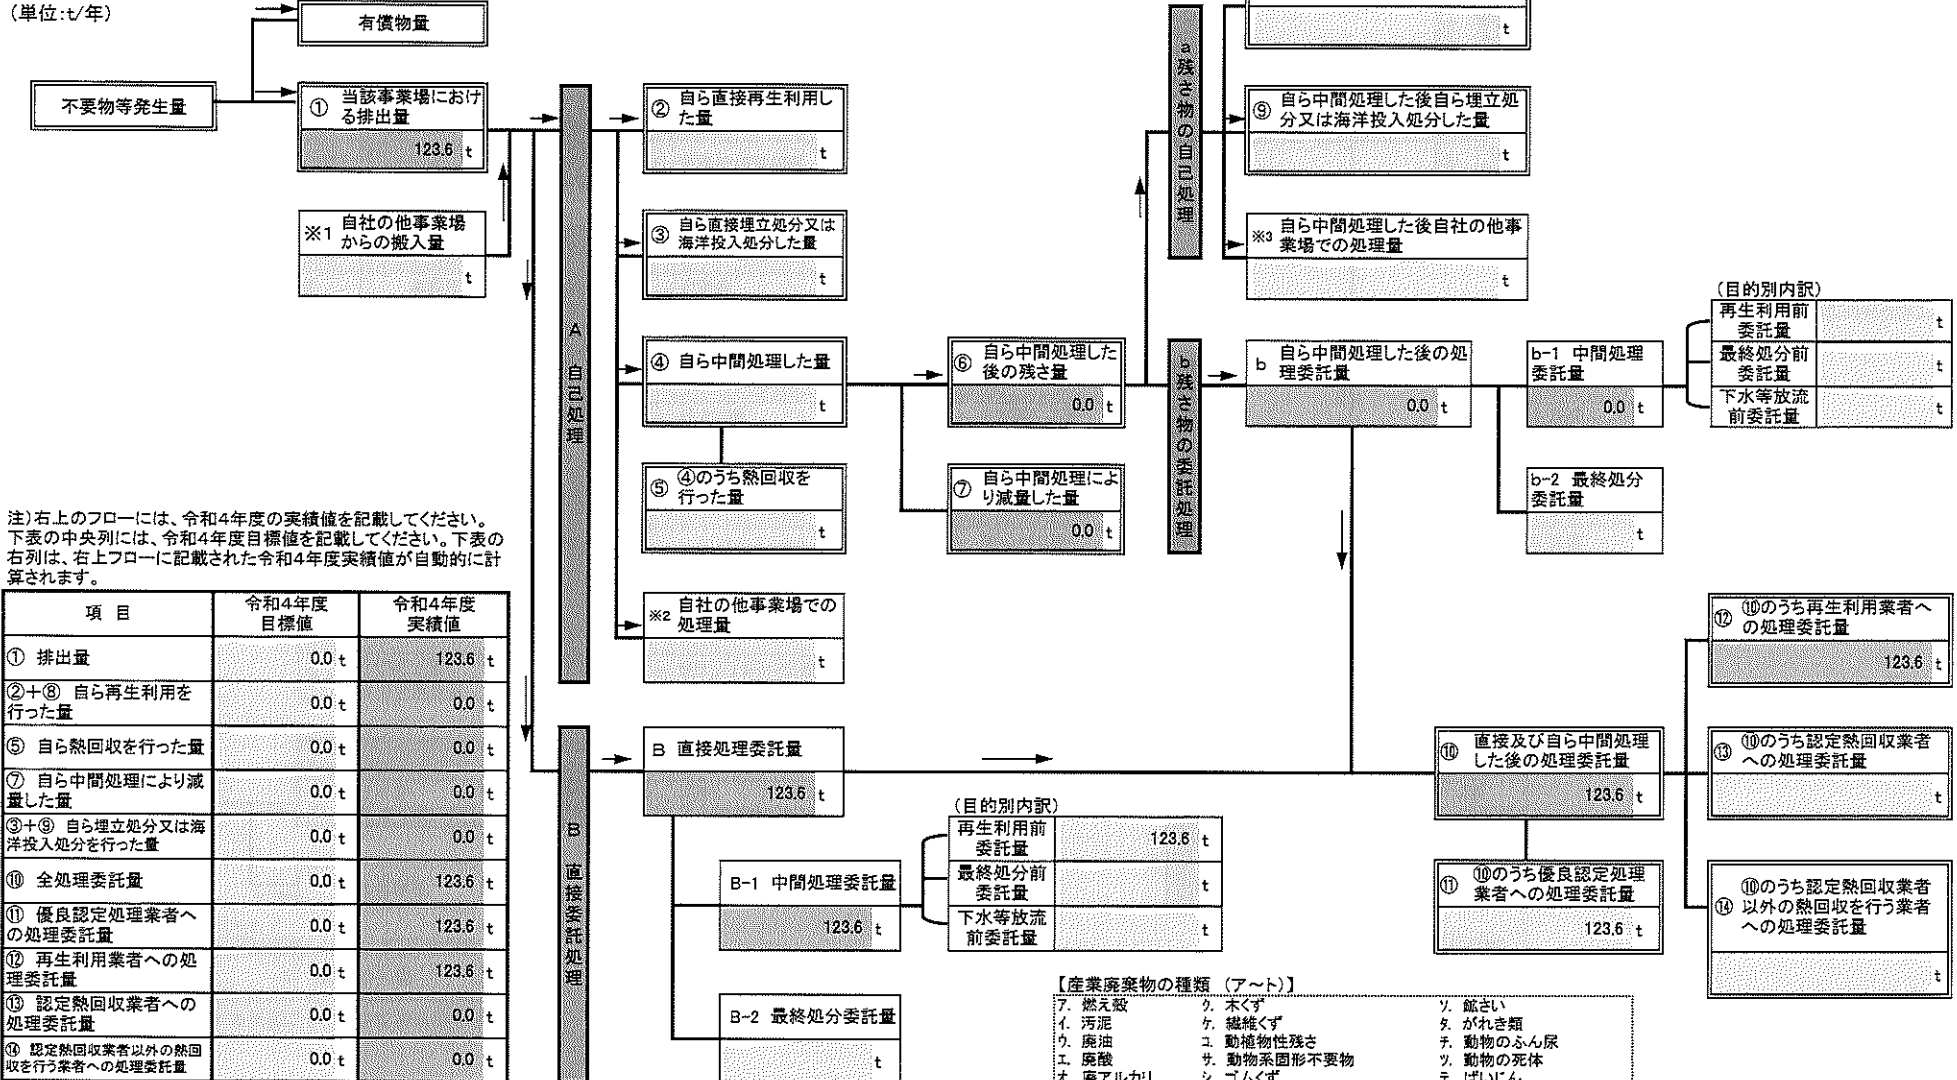 (単位:t/年)
有償物量
不要物等発生量
① 当該事業場におけ
る排出量
123.6 t
※1 自社の他事業場
からの搬入量
t
A 自己処理
② 自ら直接再生利用し
た量
t
③ 自ら直接埋立処分又は
海洋投入処分した量
t
④ 自ら中間処理した量
t
⑤ ④のうち熱回収を
行った量
t
※2 自社の他事業場での
処理量
t
⑥ 自ら中間処理した
後の残さ量
0.0 t
⑦ 自ら中間処理によ
り減量した量
0.0 t
a 残さ物の自己処理
t
⑨ 自ら中間処理した後自ら埋立処
分又は海洋投入処分した量
t
※3 自ら中間処理した後自社の他事
業場での処理量
t
b 残さ物の委託処理
b 自ら中間処理した後の処
理委託量
0.0 t
b-1 中間処理
委託量
0.0 t
b-2 最終処分
委託量
t
(目的別内訳)
再生利用前
委託量 t
最終処分前
委託量 t
下水等放流
前委託量 t
注)右上のフローには、令和4年度の実績値を記載してください。
下表の中央列には、令和4年度目標値を記載してください。下表の
右列は、右上フローに記載された令和4年度実績値が自動的に計
算されます。
項 目 令和4年度 令和4年度
目標値 実績値
① 排出量 0.0 t 123.6 t
②+⑧ 自ら再生利用を
行った量 0.0 t 0.0 t
⑤ 自ら熱回収を行った量 0.0 t 0.0 t
⑦ 自ら中間処理により減
量した量 0.0 t 0.0 t
③+⑨ 自ら埋立処分又は海
洋投入処分を行った量 0.0 t 0.0 t
⑩ 全処理委託量 0.0 t 123.6 t
⑪ 優良認定処理業者へ
の処理委託量 0.0 t 123.6 t
⑫ 再生利用業者への処
理委託量 0.0 t 123.6 t
⑬ 認定熱回収業者への
処理委託量 0.0 t 0.0 t
⑭ 認定熱回収業者以外の熱回
収を行う業者への処理委託量 0.0 t 0.0 t
B 直接委託処理
B 直接処理委託量
123.6 t
B-1 中間処理委託量
123.6 t
B-2 最終処分委託量
t
(目的別内訳)
再生利用前
委託量 123.6 t
最終処分前
委託量 t
下水等放流
前委託量 t
⑩ 直接及び自ら中間処理
した後の処理委託量
123.6 t
⑪ ⑩のうち優良認定処理
業者への処理委託量
123.6 t
⑫ ⑩のうち再生利用業者へ
の処理委託量
123.6 t
⑬ ⑩のうち認定熱回収業者
への処理委託量
t
⑭ ⑩のうち認定熱回収業者
以外の熱回収を行う業者
への処理委託量
t
【産業廃棄物の種類 (ア~ト)】
ア. 燃え殻 ク. 木くず ソ. 鉱さい
イ. 汚泥 ケ. 繊維くず タ. がれき類
ウ. 廃油 コ. 動植物性残さ チ. 動物のふん尿
エ. 廃酸 サ. 動物系固形不要物 ツ. 動物の死体
オ. 廃アルカリ シ. ゴムくず テ. ばいじん